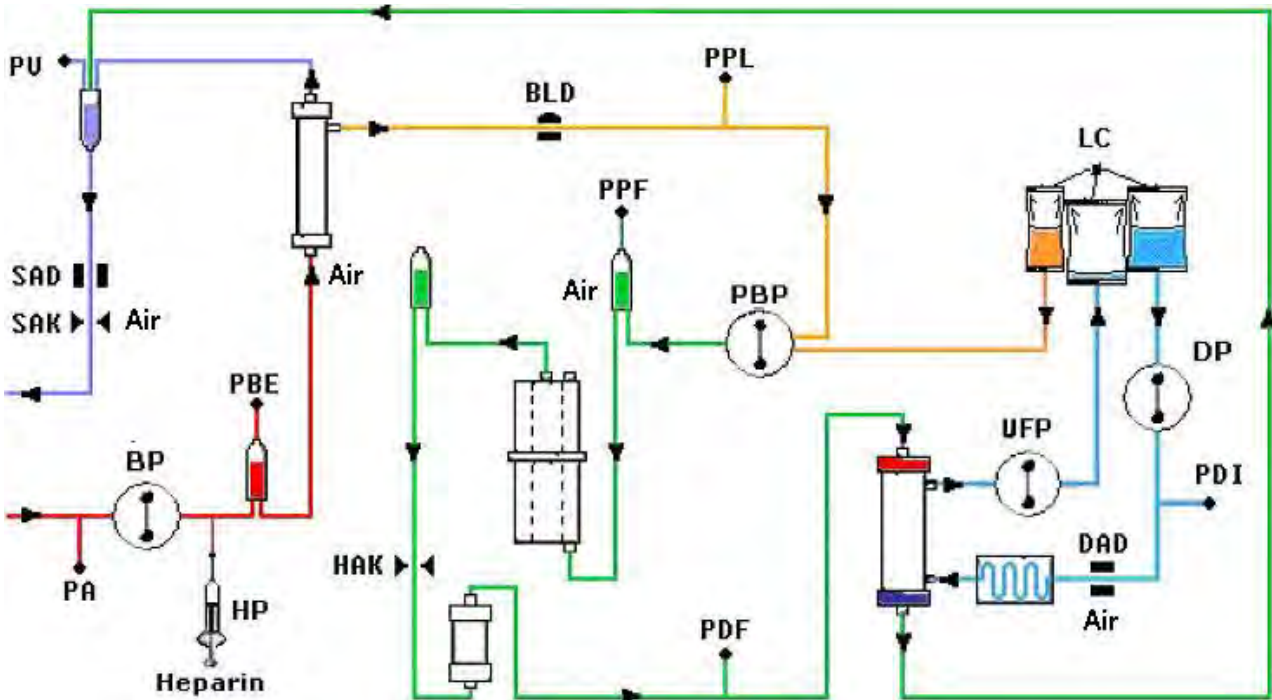 PV
PPL
BLD
LC
PPF
SAD
Air
Air
PBP
SAK
Air
DP
PBE
BP
UFP
PDI
HAK
DAD
PA
HP
Air
PDF
Heparin